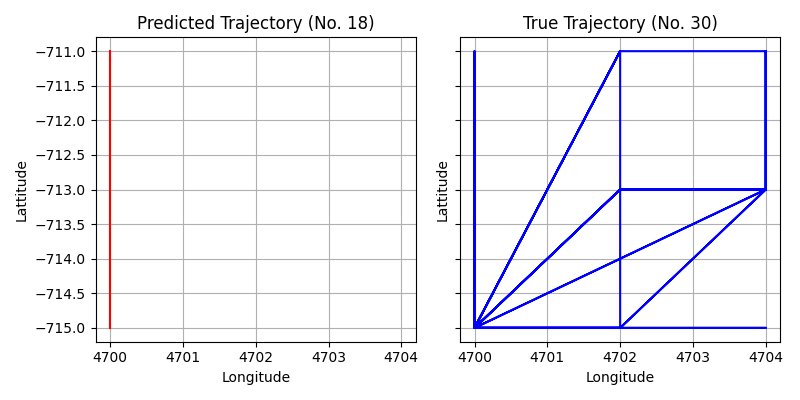 Predicted Trajectory (No. 18)
Lattitude
−711.0
−711.5
−712.0
−712.5
−713.0
−713.5
−714.0
−714.5
−715.0
4700 4701 4702 4703 4704
Longitude
True Trajectory (No. 30)
Lattitude
4700 4701 4702 4703 4704
Longitude